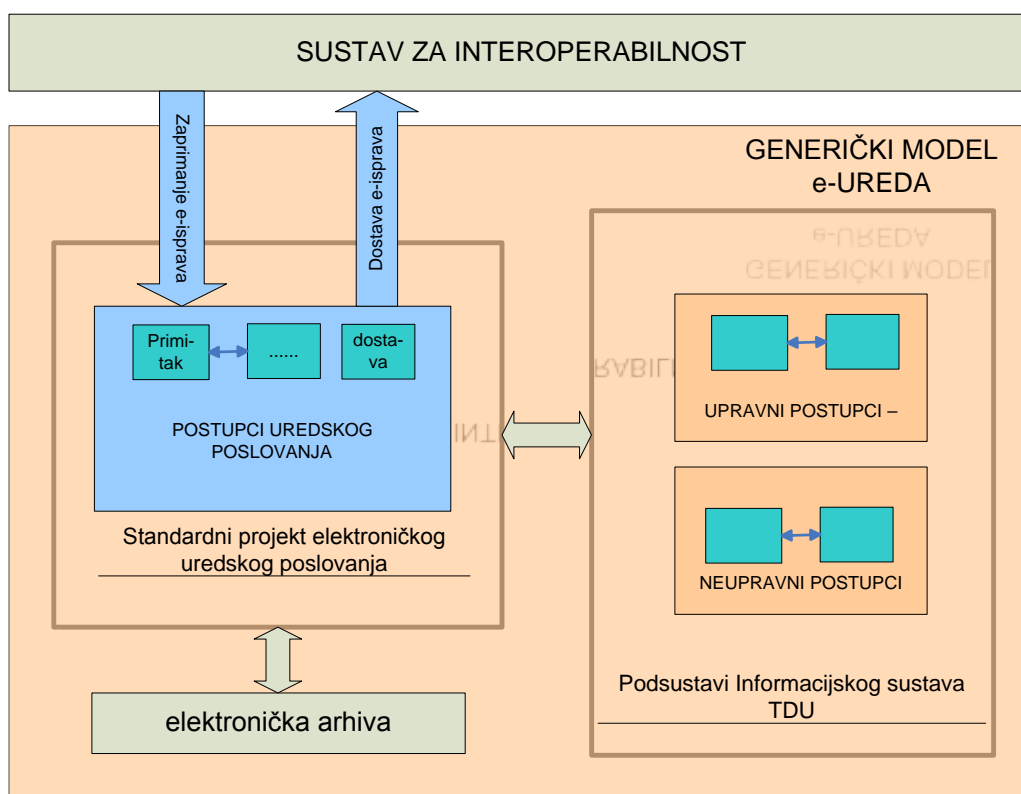 SUSTAV ZA INTEROPERABILNOST
Zaprimanje e-isprava
Dostava e-isprava
GENERIČKI MODEL
e-UREDA
e-UREDA
GENERIČKI MODEL
Primi-
tak
......
dosta-
va
RABILI
UPRAVNI POSTUPCI –
POSTUPCI UREDSKOG
POSLOVANJA
INT
NEUPRAVNI POSTUPCI
Standardni projekt elektroničkog
uredskog poslovanja
Podsustavi Informacijskog sustava
TDU
elektronička arhiva